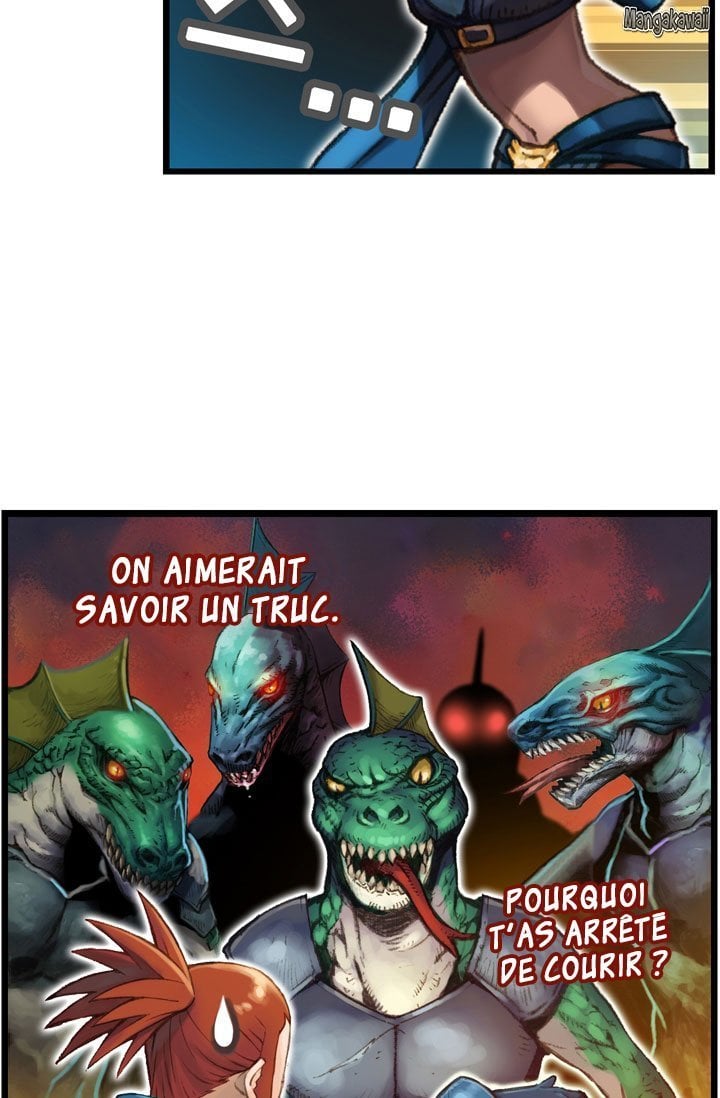 Mangakawaii
ON AIMERAIT
SAVOIR UN TRUC.
POURQUOI
T'AS ARRÊTÉ
DE COURIR ?